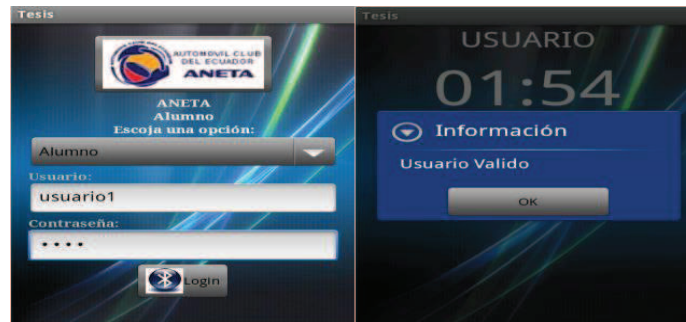 Tesis
AUTOMOVIL CLUB
DEL ECUADOR
ANETA
ANETA
Alumno
Escoja una opción:
Alumno
Usuario:
usuario1
Contraseña:
••••
Login
Tesis
USUARIO
01:54
Información
Usuario Valido
OK